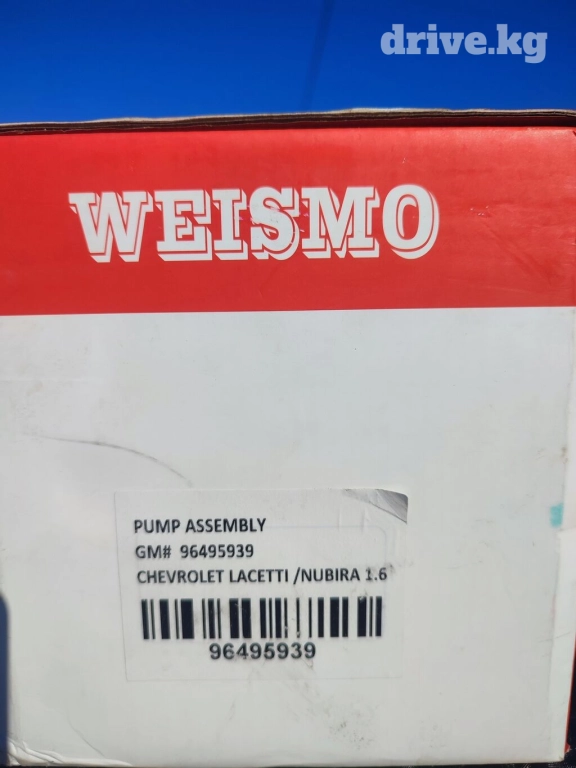 drive.kg
WEISMO
PUMP ASSEMBLY
GM# 96495939
CHEVROLET LACETTI /NUBIRA 1.6
96495939